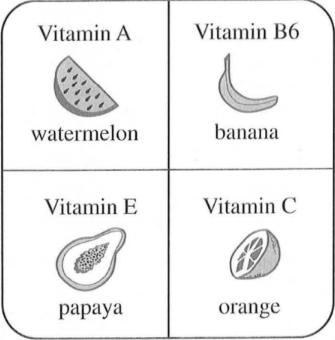 Vitamin A
watermelon
Vitamin B6
banana
Vitamin E
papaya
Vitamin C
orange